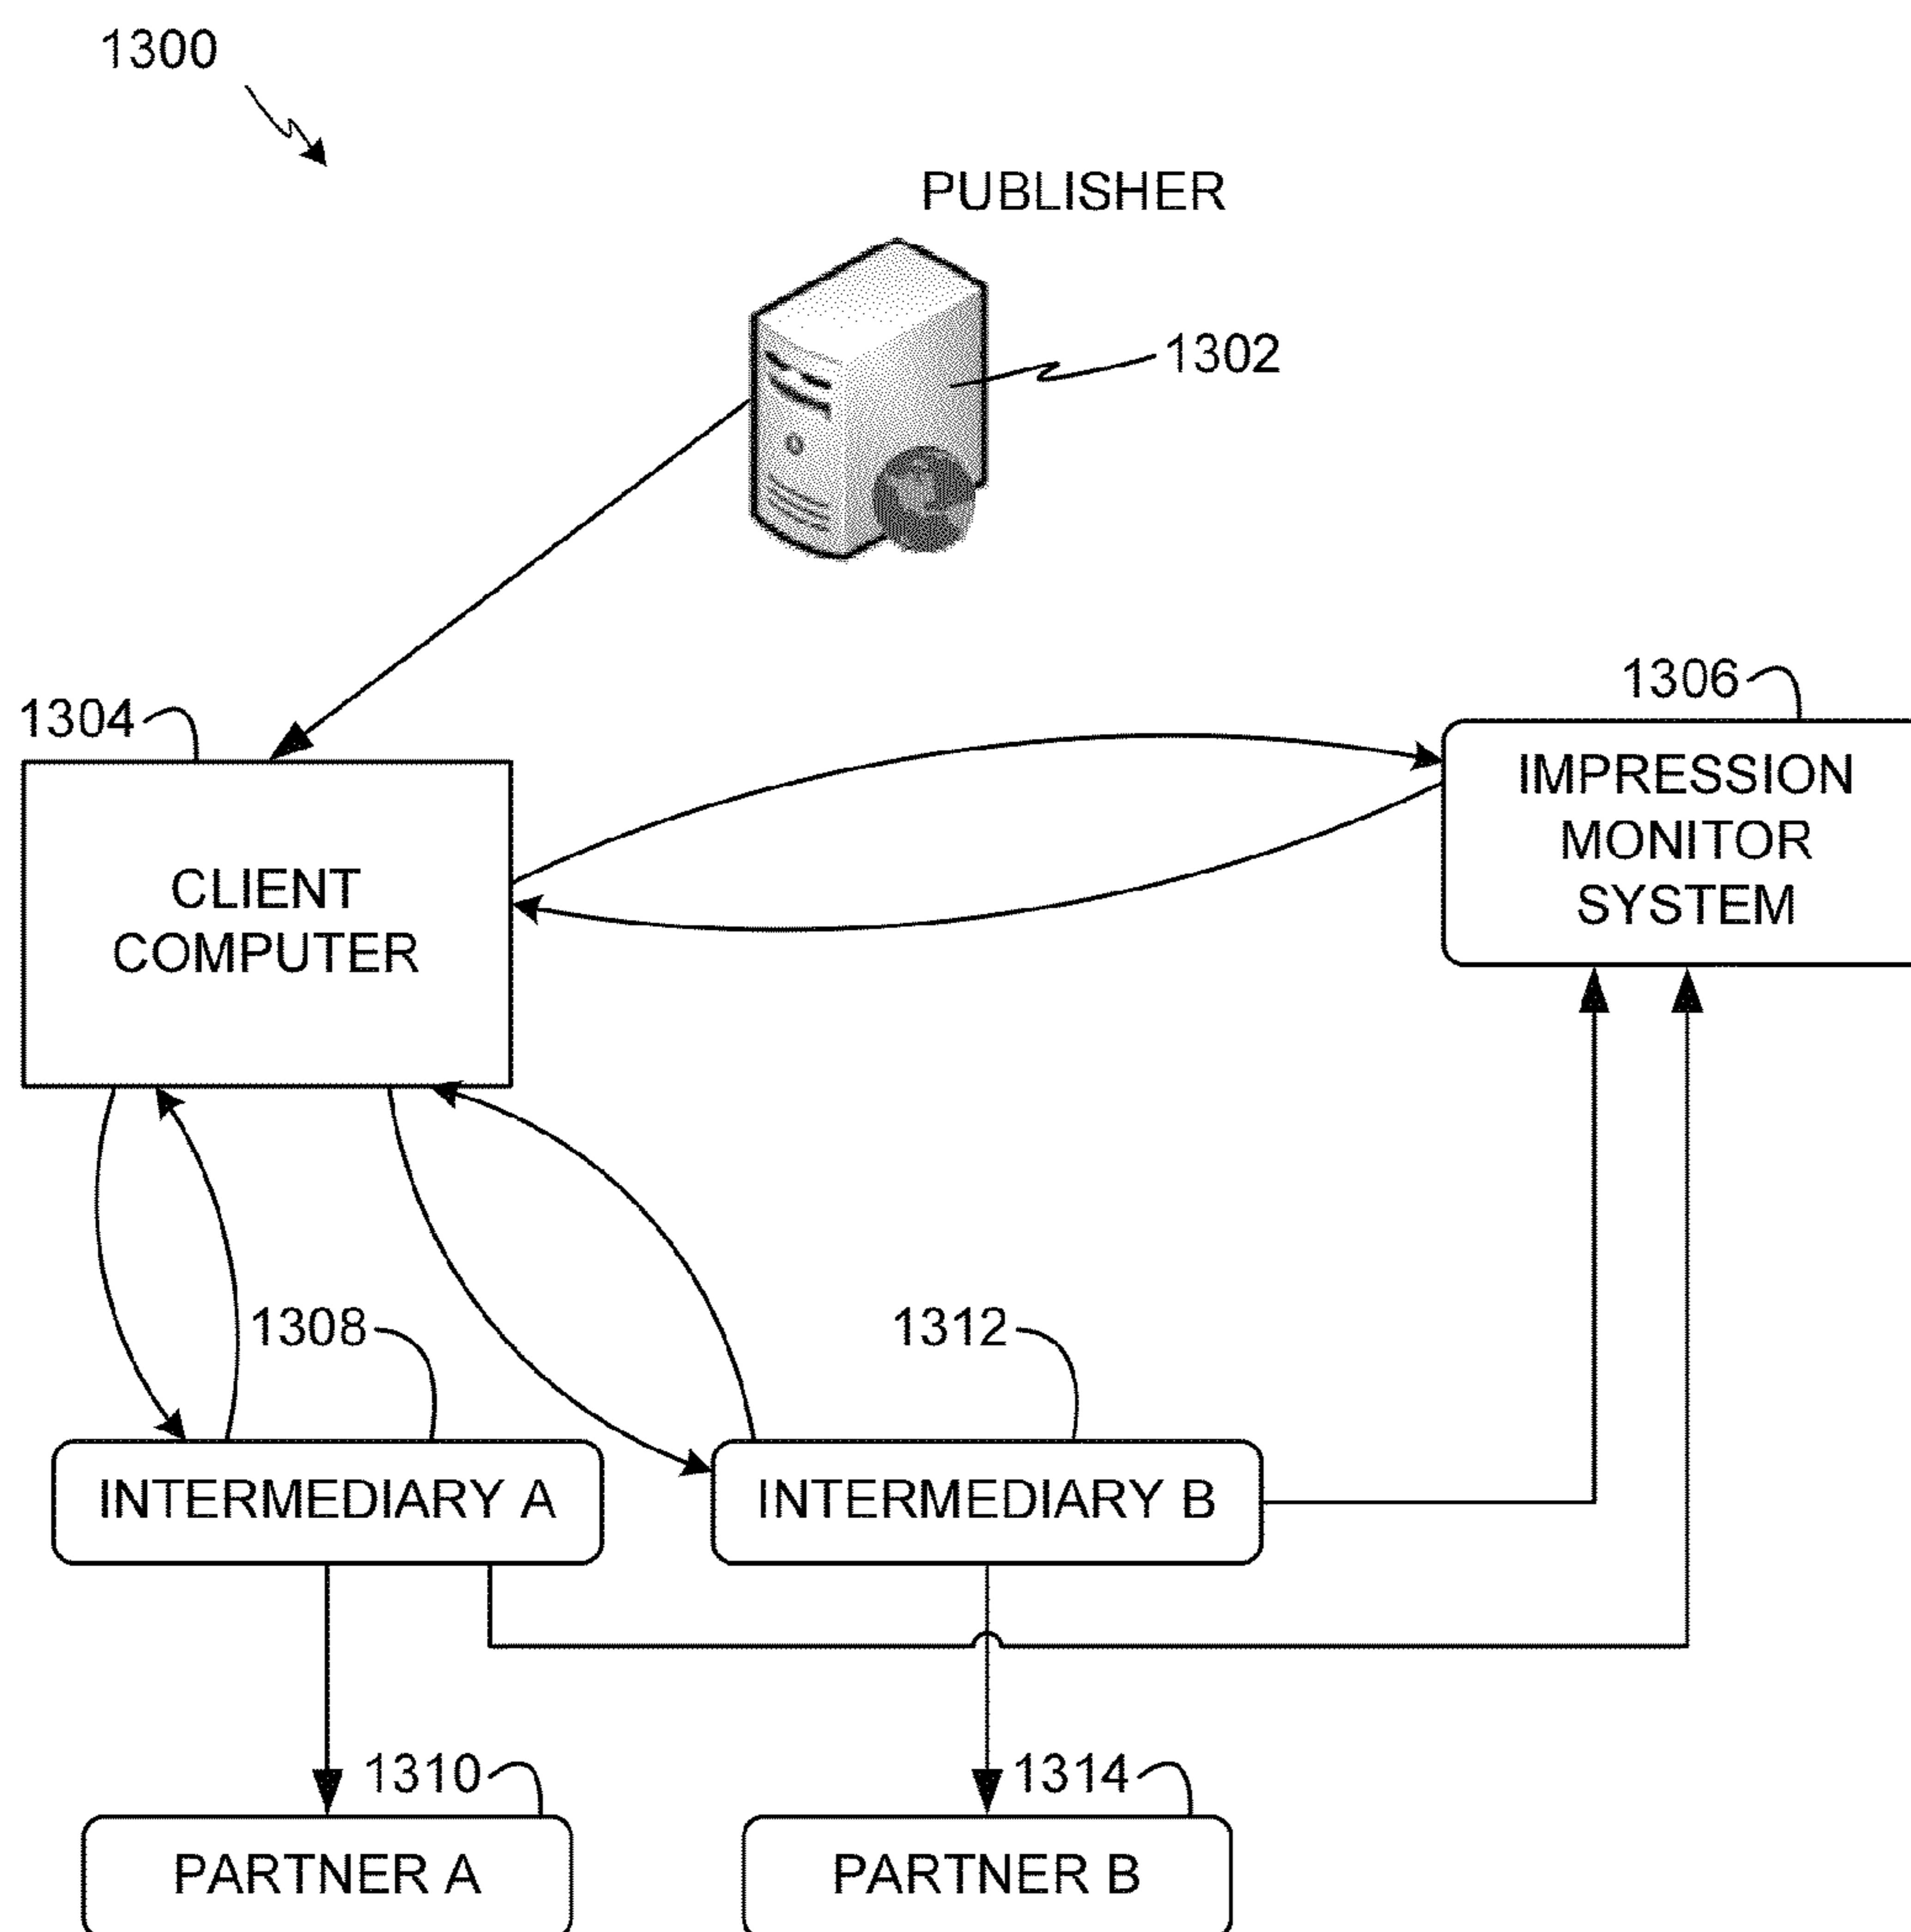 1300
PUBLISHER
1302
1304
1306
CLIENT
COMPUTER
IMPRESSION
MONITOR
SYSTEM
1308
1312
INTERMEDIARY A
INTERMEDIARY B
1310
1314
PARTNER A
PARTNER B